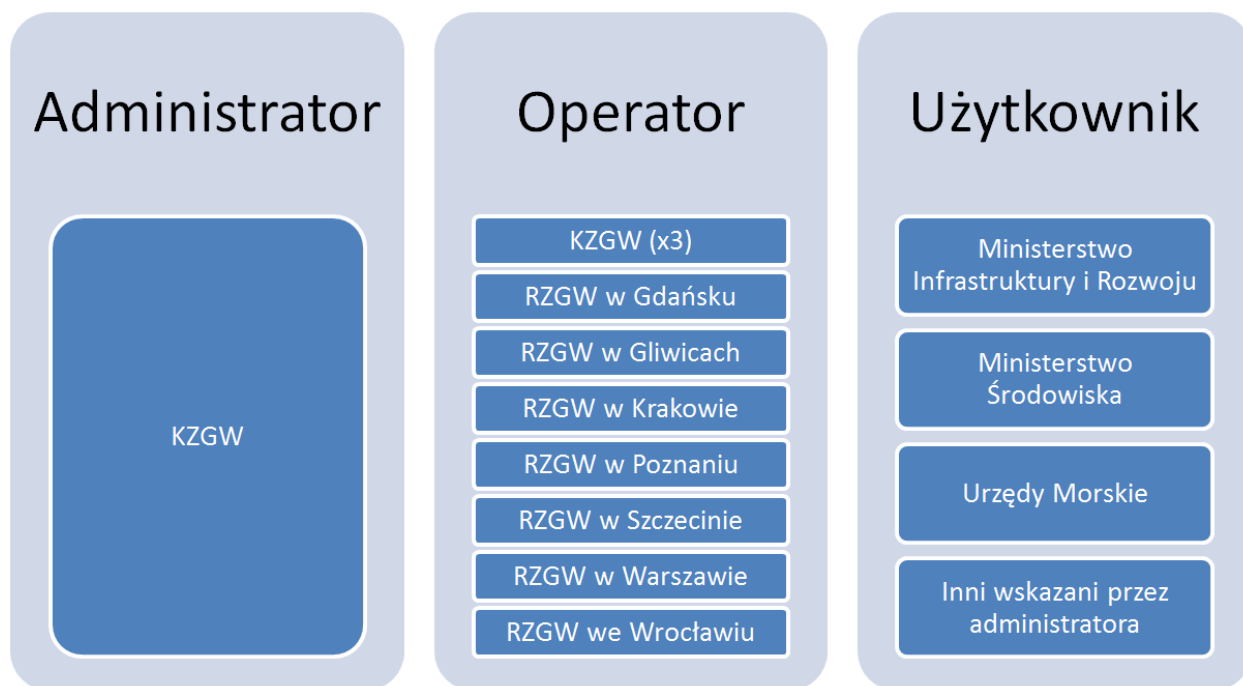 Administrator
KZGW
Operator
KZGW (x3)
RZGW w Gdańsku
RZGW w Gliwicach
RZGW w Krakowie
RZGW w Poznaniu
RZGW w Szczecinie
RZGW w Warszawie
RZGW we Wrocławiu
Użytkownik
Ministerstwo
Infrastruktury i Rozwoju
Ministerstwo
Środowiska
Urzędy Morskie
Inni wskazani przez
administratora